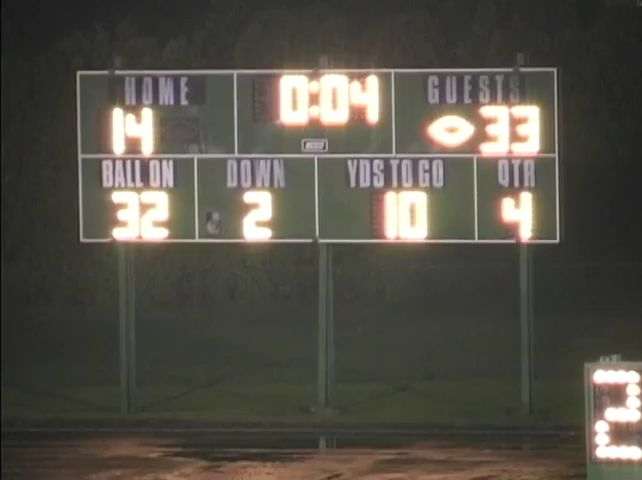 HOME 0:04 GUESTS
14 33
BALL ON DOWN YDS TO GO QTR
32 2 10 4
2